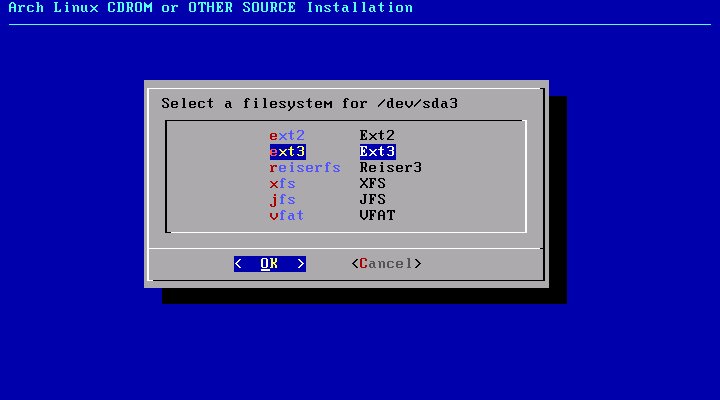 Arch Linux CDROM or OTHER SOURCE Installation
Select a filesystem for /dev/sda3
ext2 Ext2
ext3 Ext3
reiserfs Reiser3
xfs XFS
jfs JFS
vfat VFAT
< OK > <Cancel>